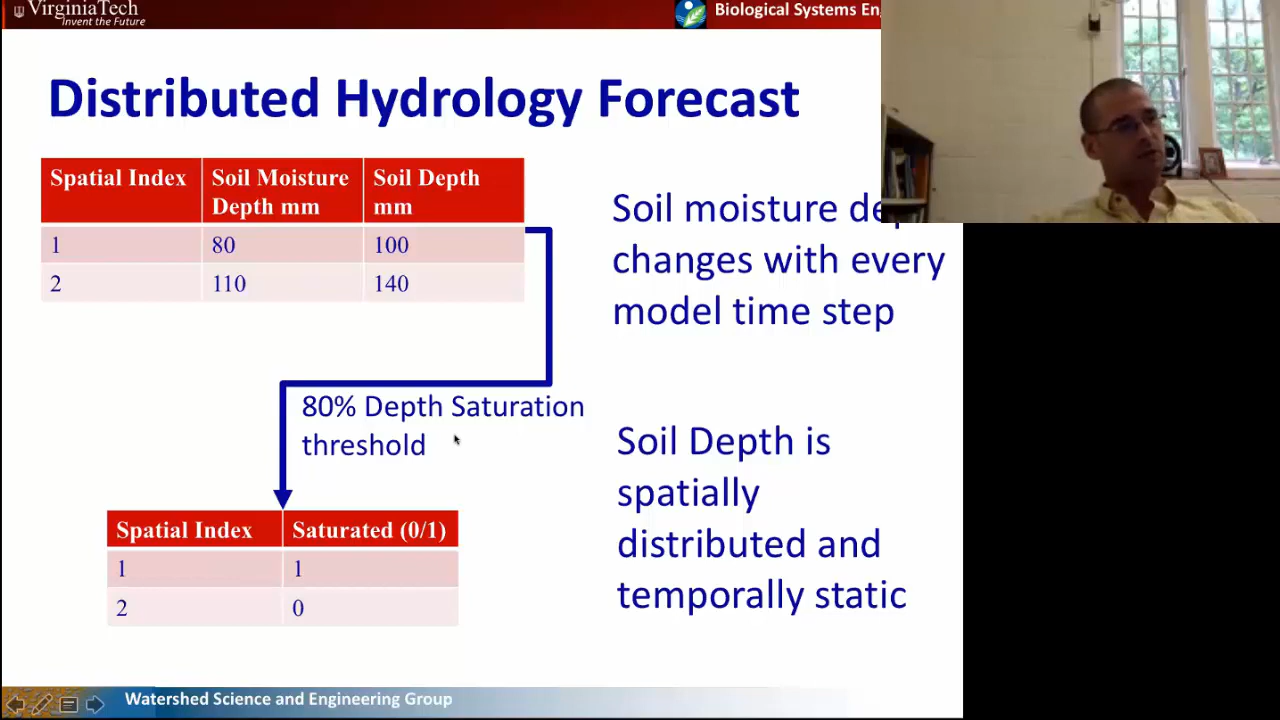 VirginiaTech
Invent the Future
Biological Systems
Distributed Hydrology Forecast
Spatial Index Soil Moisture Depth mm Soil Depth mm
1 80 100
2 110 140
Soil moisture
changes with every
model time step
80% Depth Saturation
threshold
Soil Depth is
spatially
distributed and
temporally static
Spatial Index Saturated (0/1)
1 1
2 0
Watershed Science and Engineering Group